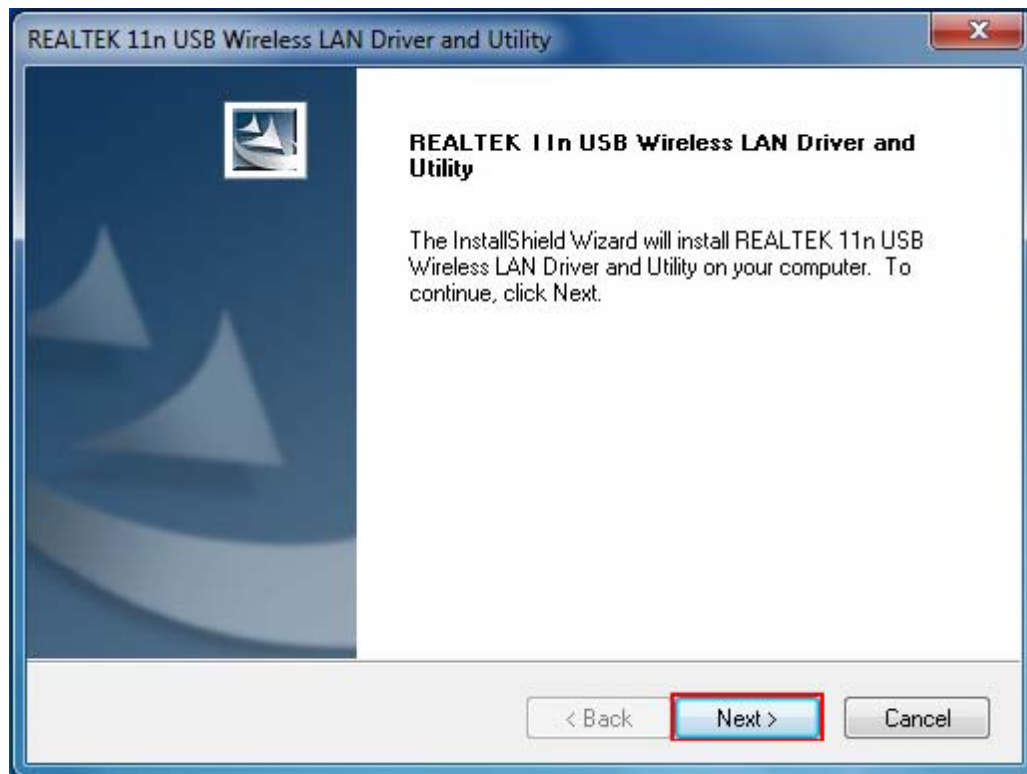 REALTEK 11n USB Wireless LAN Driver and Utility
REALTEK 11n USB Wireless LAN Driver and
Utility
The InstallShield Wizard will install REALTEK 11n USB
Wireless LAN Driver and Utility on your computer. To
continue, click Next.
< Back Next > Cancel